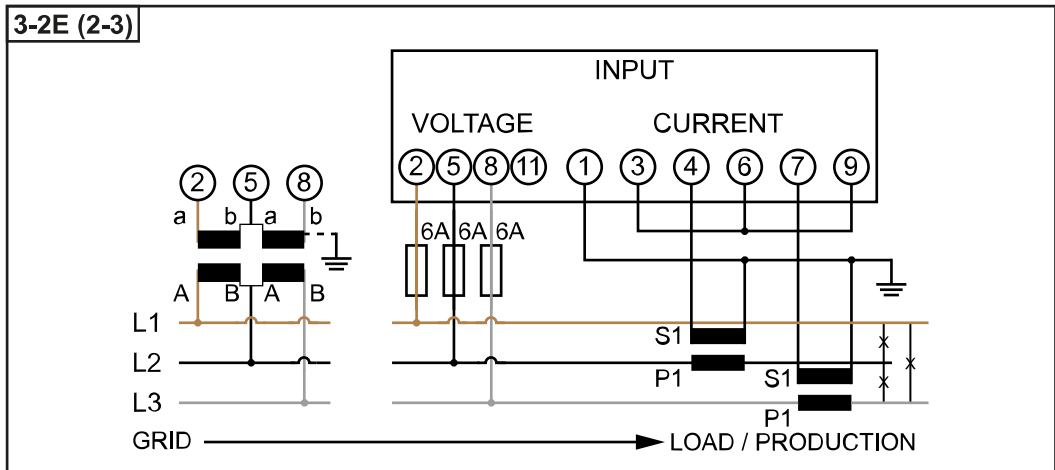 3-2E (2-3)
INPUT
VOLTAGE CURRENT
2 5 8 11 1 3 4 6 7 9
2 5 8
a b a b
6A 6A 6A
A B A B
L1
S1
L2
P1 S1
L3
P1
GRID LOAD / PRODUCTION